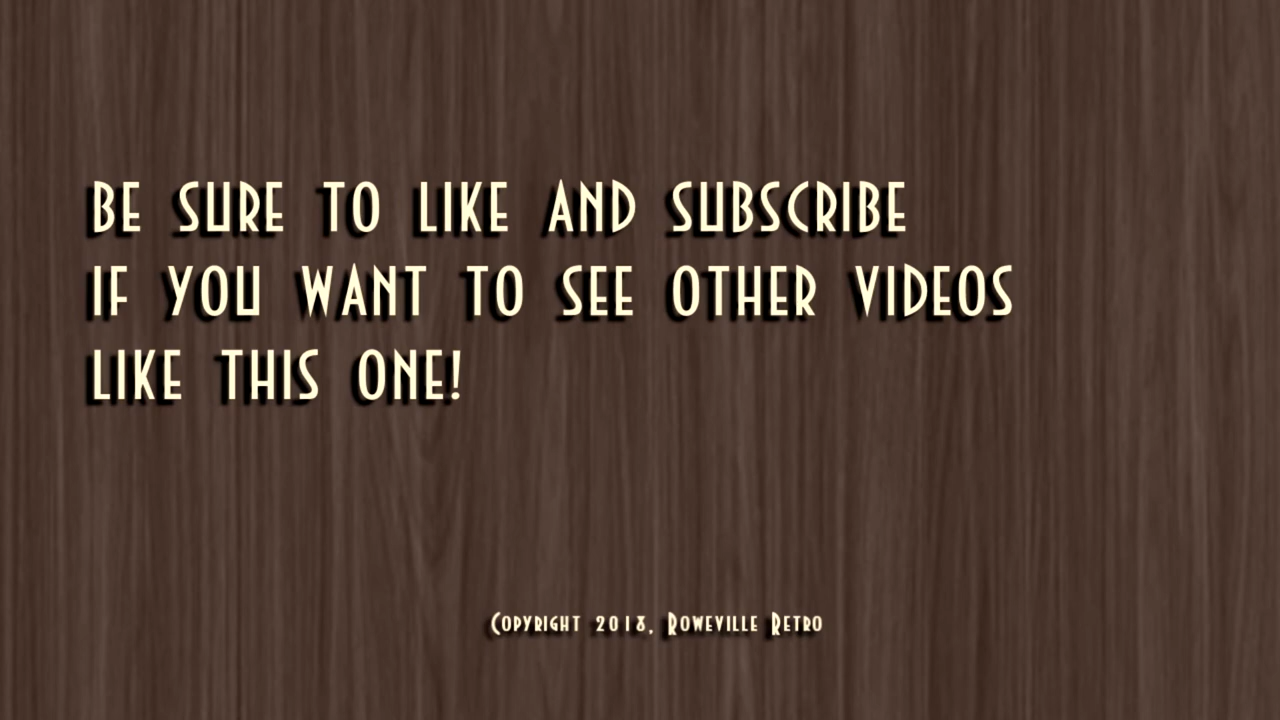 BE SURE TO LIKE AND SUBSCRIBE
IF YOU WANT TO SEE OTHER VIDEOS
LIKE THIS ONE!
Copyright 2018, Roweville Retro